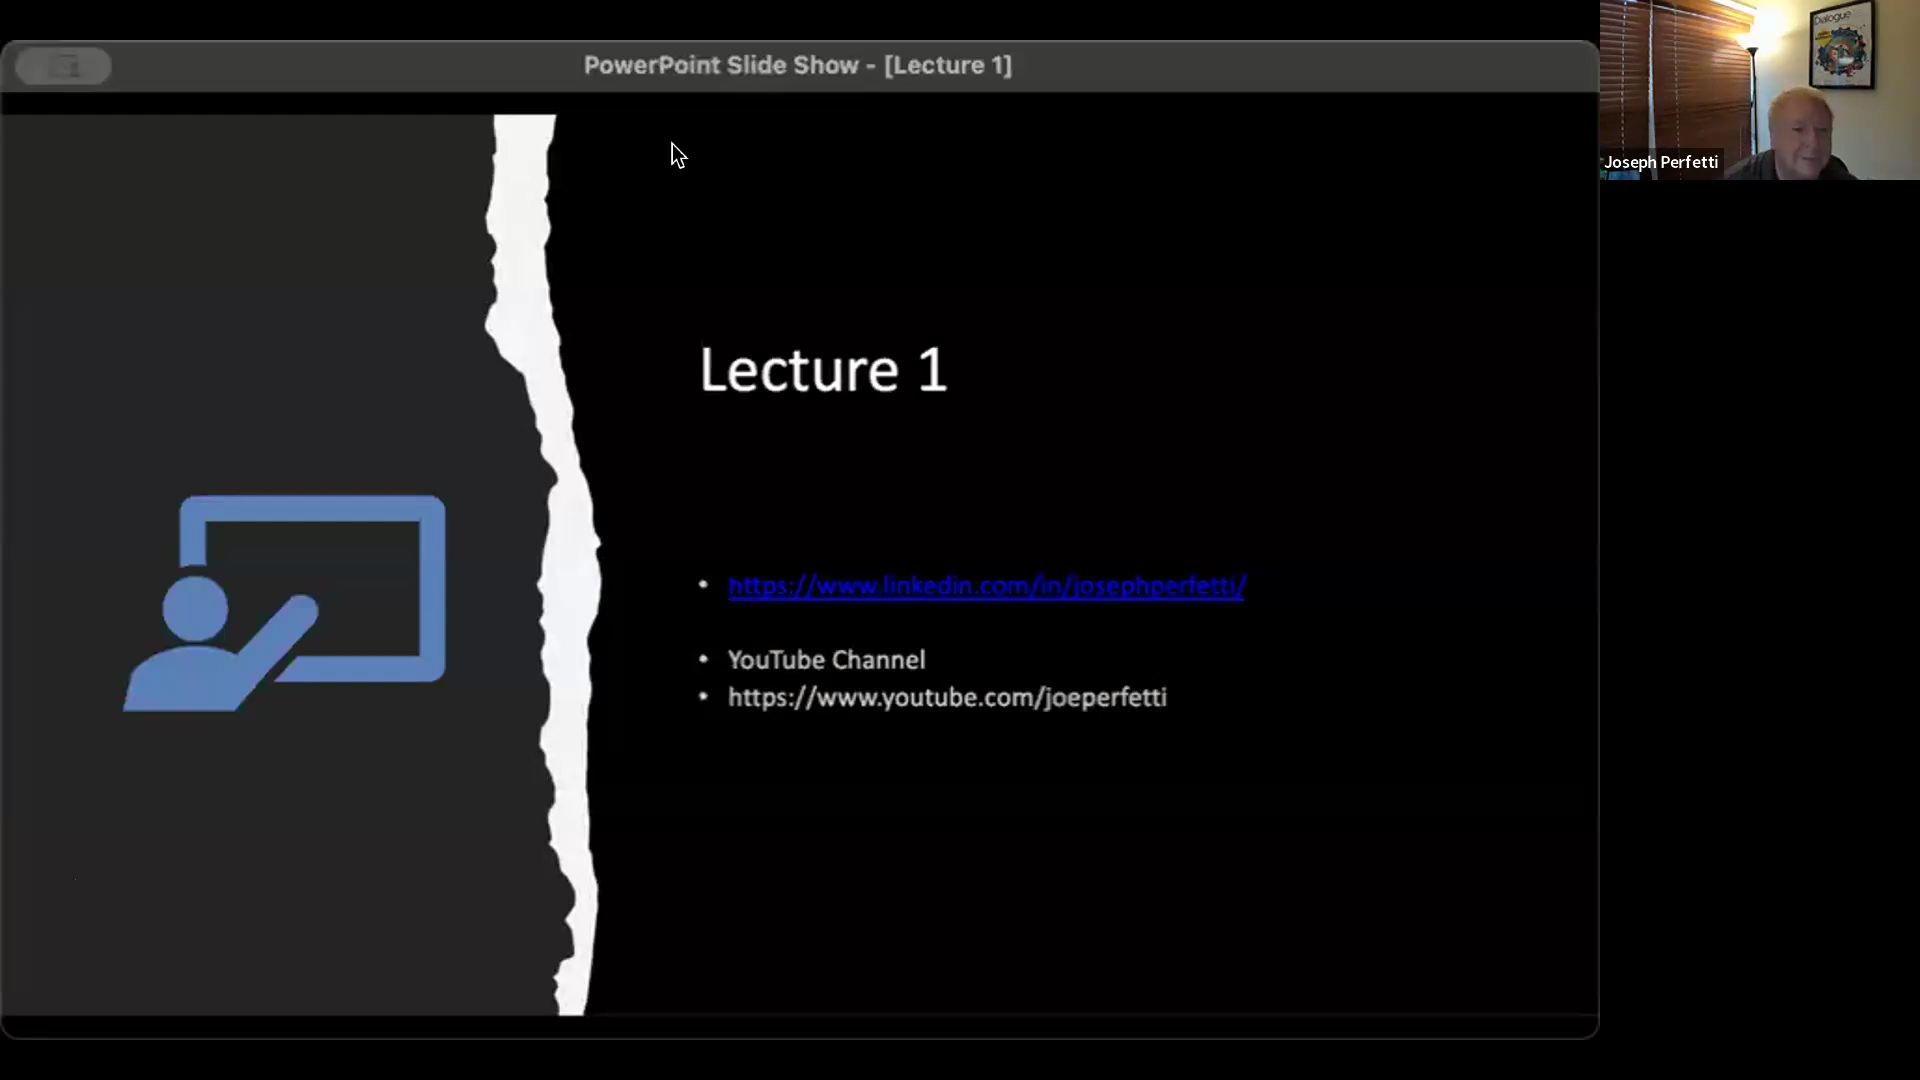 PowerPoint Slide Show - [Lecture 1]
Dialogue
Joseph Perfetti
Lecture 1
• https://www.linkedin.com/in/josephperfetti/
• YouTube Channel
• https://www.youtube.com/joeperfetti